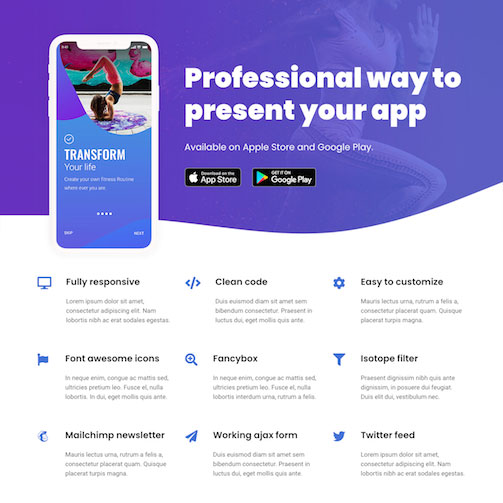 Professional way to
present your app
Available on Apple Store and Google Play.
Download on the
App Store
GET IT ON
Google Play
TRANSFORM
Your life
Create your own Fitness Routine
where ever you are.
SKIP
NEXT
Fully responsive
Lorem ipsum dolor sit amet,
consectetur adipiscing elit. Nam
lobortis nibh ac erat sodales egestas.
Clean code
Duis euismod diam sit amet sem
bibendum consectetur. Praesent in
luctus dui, eget mollis quis ante.
Easy to customize
Mauris lectus urna, rutrum a felis a,
consectetur pharetra metus. Fusce
volutpat placerat magna.
Font awesome icons
In neque enim, congue ac mattis sed,
ultricies pretium leo. Fusce el, nulla
lobortis. In dui, eget mollis quis ante.
Fancybox
In neque enim, congue ac mattis sed,
ultricies pretium leo. Fusce el, nulla
lobortis interdum urna, rutrum a felis.
Isotope filter
Praesent dignissim nibh quis ante
dignissim, in posuere dui feugiat.
Duis elit dui, vestibulum nec.
Mailchimp newsletter
Mauris lectus urna, rutrum a felis a,
consectetur pharetra metus. Fusce
volutpat placerat magna.
Working ajax form
Duis euismod diam sit amet sem
bibendum consectetur. Praesent in
luctus dui, eget mollis quis ante.
Twitter feed
Lorem ipsum dolor sit amet,
consectetur adipiscing elit. Nam
lobortis nibh ac erat sodales egestas.